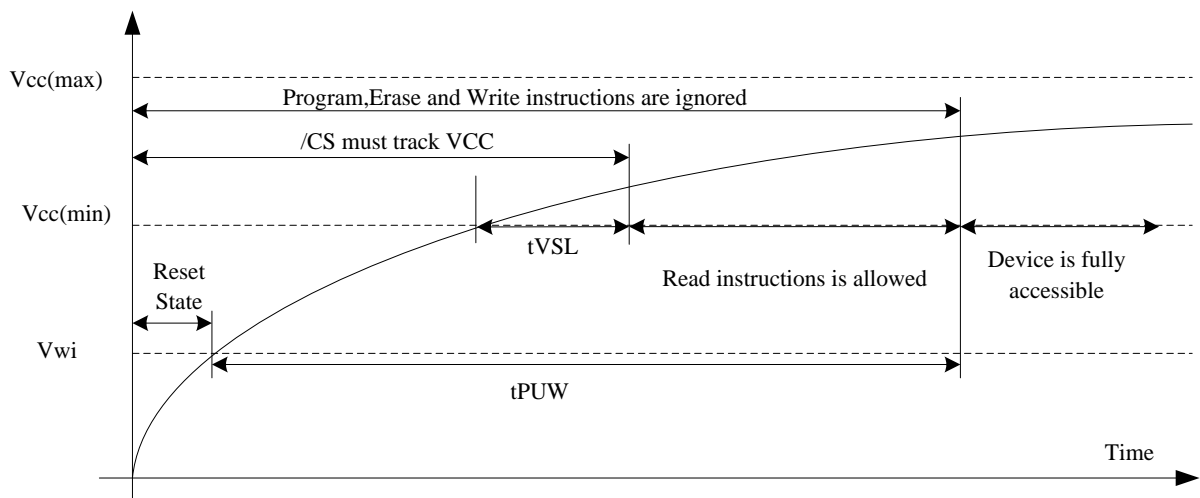 Vcc(max)
Program,Erase and Write instructions are ignored
/CS must track VCC
Vcc(min)
tVSL
Reset
State
Read instructions is allowed
Device is fully
accessible
Vwi
tPUW
Time